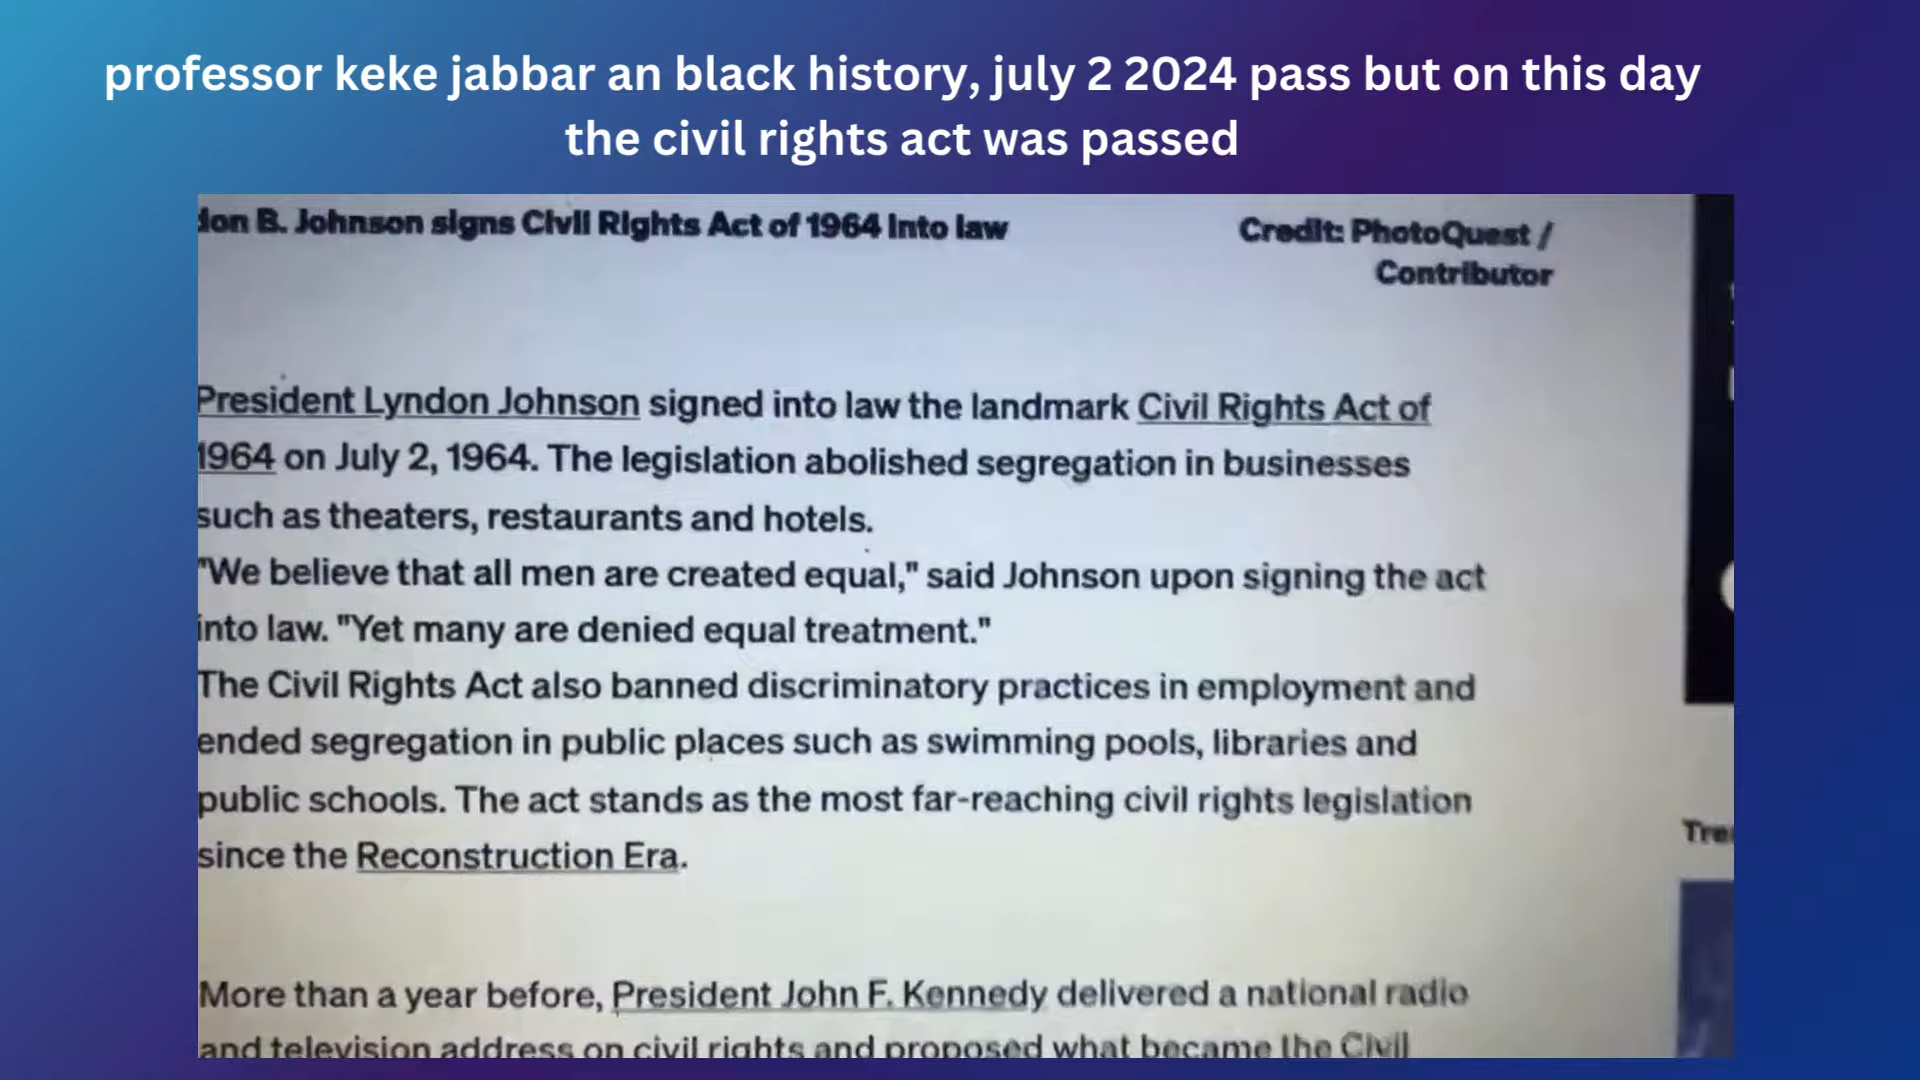 professor keke jabbar an black history, july 2 2024 pass but on this day
the civil rights act was passed
don B. Johnson signs Civil Rights Act of 1964 into law
Credit: PhotoQuest /
Contributor
President Lyndon Johnson signed into law the landmark Civil Rights Act of
1964 on July 2, 1964. The legislation abolished segregation in businesses
such as theaters, restaurants and hotels.
"We believe that all men are created equal," said Johnson upon signing the act
into law. "Yet many are denied equal treatment."
The Civil Rights Act also banned discriminatory practices in employment and
ended segregation in public places such as swimming pools, libraries and
public schools. The act stands as the most far-reaching civil rights legislation
since the Reconstruction Era.
Tre
More than a year before, President John F. Kennedy delivered a national radio
and television address on civil rights and proposed what became the Civil